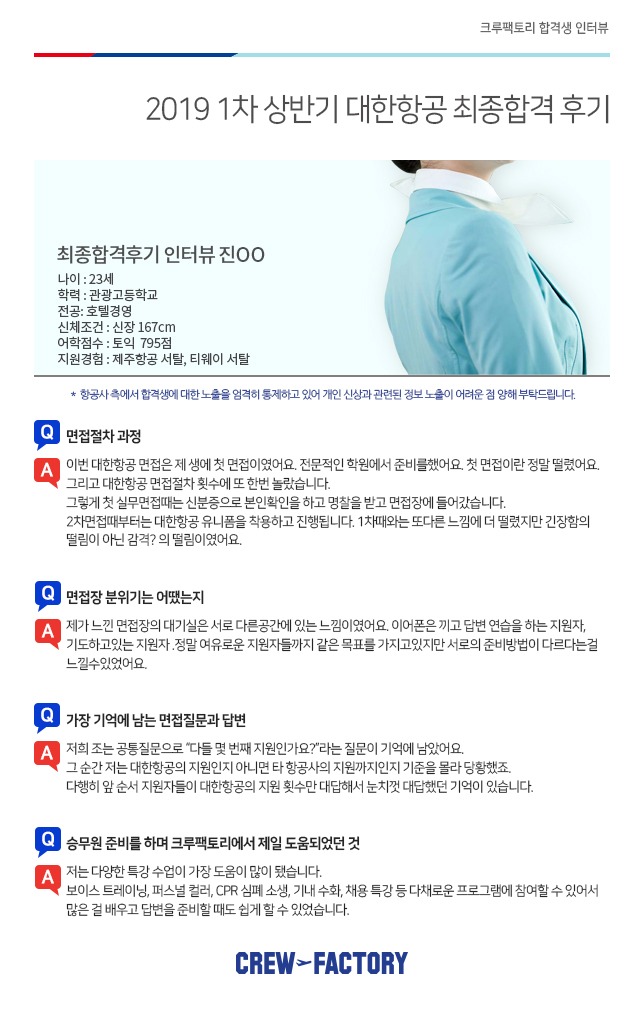 크루팩토리 합격생 인터뷰
2019 1차 상반기 대한항공 최종합격 후기
최종합격후기 인터뷰 진OO
나이 : 23세
학력 : 관광고등학교
전공: 호텔경영
신체조건 : 신장 167cm
어학점수 : 토익 795점
지원경험 : 제주항공 서탈, 티웨이 서탈
* 항공사 측에서 합격생에 대한 노출을 엄격히 통제하고 있어 개인 신상과 관련된 정보 노출이 어려운 점 양해 부탁드립니다.
Q 면접절차 과정
A 이번 대한항공 면접은 제 생에 첫 면접이였어요. 전문적인 학원에서 준비를했어요. 첫 면접이란 정말 떨렸어요.
그리고 대한항공 면접절차 횟수에 또 한번 놀랐습니다.
그렇게 첫 실무면접때는 신분증으로 본인확인을 하고 명찰을 받고 면접장에 들어갔습니다.
2차면접때부터는 대한항공 유니폼을 착용하고 진행됩니다. 1차때와는 또다른 느낌에 더 떨렸지만 긴장함의
떨림이 아닌 감격? 의 떨림이였어요.
Q 면접장 분위기는 어땠는지
A 제가 느낀 면접장의 대기실은 서로 다른공간에 있는 느낌이였어요. 이어폰은 끼고 답변 연습을 하는 지원자,
기도하고있는 지원자 .정말 여유로운 지원자들까지 같은 목표를 가지고있지만 서로의 준비방법이 다르다는걸
느낄수있었어요.
Q 가장 기억에 남는 면접질문과 답변
A 저희 조는 공통질문으로 “다들 몇 번째 지원인가요?”라는 질문이 기억에 남았어요.
그 순간 저는 대한항공의 지원인지 아니면 타 항공사의 지원까지인지 기준을 몰라 당황했죠.
다행히 앞 순서 지원자들이 대한항공의 지원 횟수만 대답해서 눈치껏 대답했던 기억이 있습니다.
Q 승무원 준비를 하며 크루팩토리에서 제일 도움되었던 것
A 저는 다양한 특강 수업이 가장 도움이 많이 됐습니다.
보이스 트레이닝, 퍼스널 컬러, CPR 심폐 소생, 기내 수화, 채용 특강 등 다채로운 프로그램에 참여할 수 있어서
많은 걸 배우고 답변을 준비할 때도 쉽게 할 수 있었습니다.
CREW FACTORY